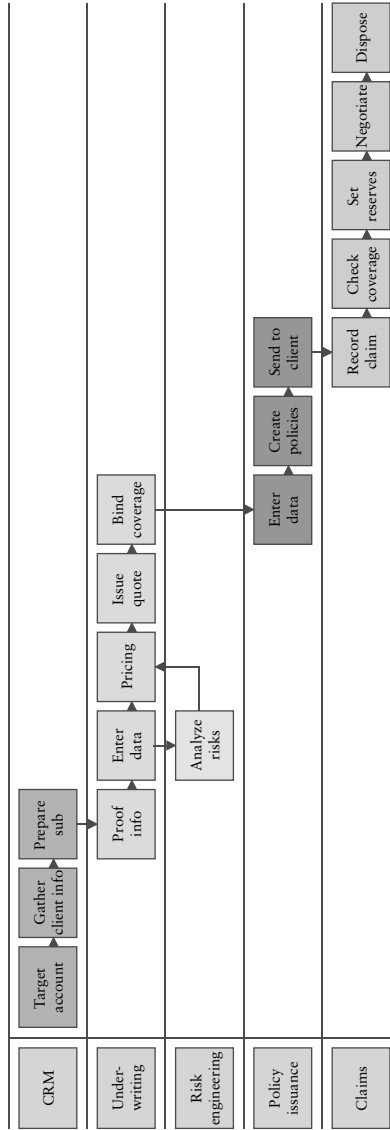 CRM
Target
account
Gather
client info
Prepare
sub
Under-
writing
Proof
info
Enter
data
Pricing
Issue
quote
Bind
coverage
Risk
engineering
Analyze
risks
Policy
issuance
Enter
data
Create
policies
Send to
client
Claims
Record
claim
Check
coverage
Set
reserves
Negotiate
Dispose